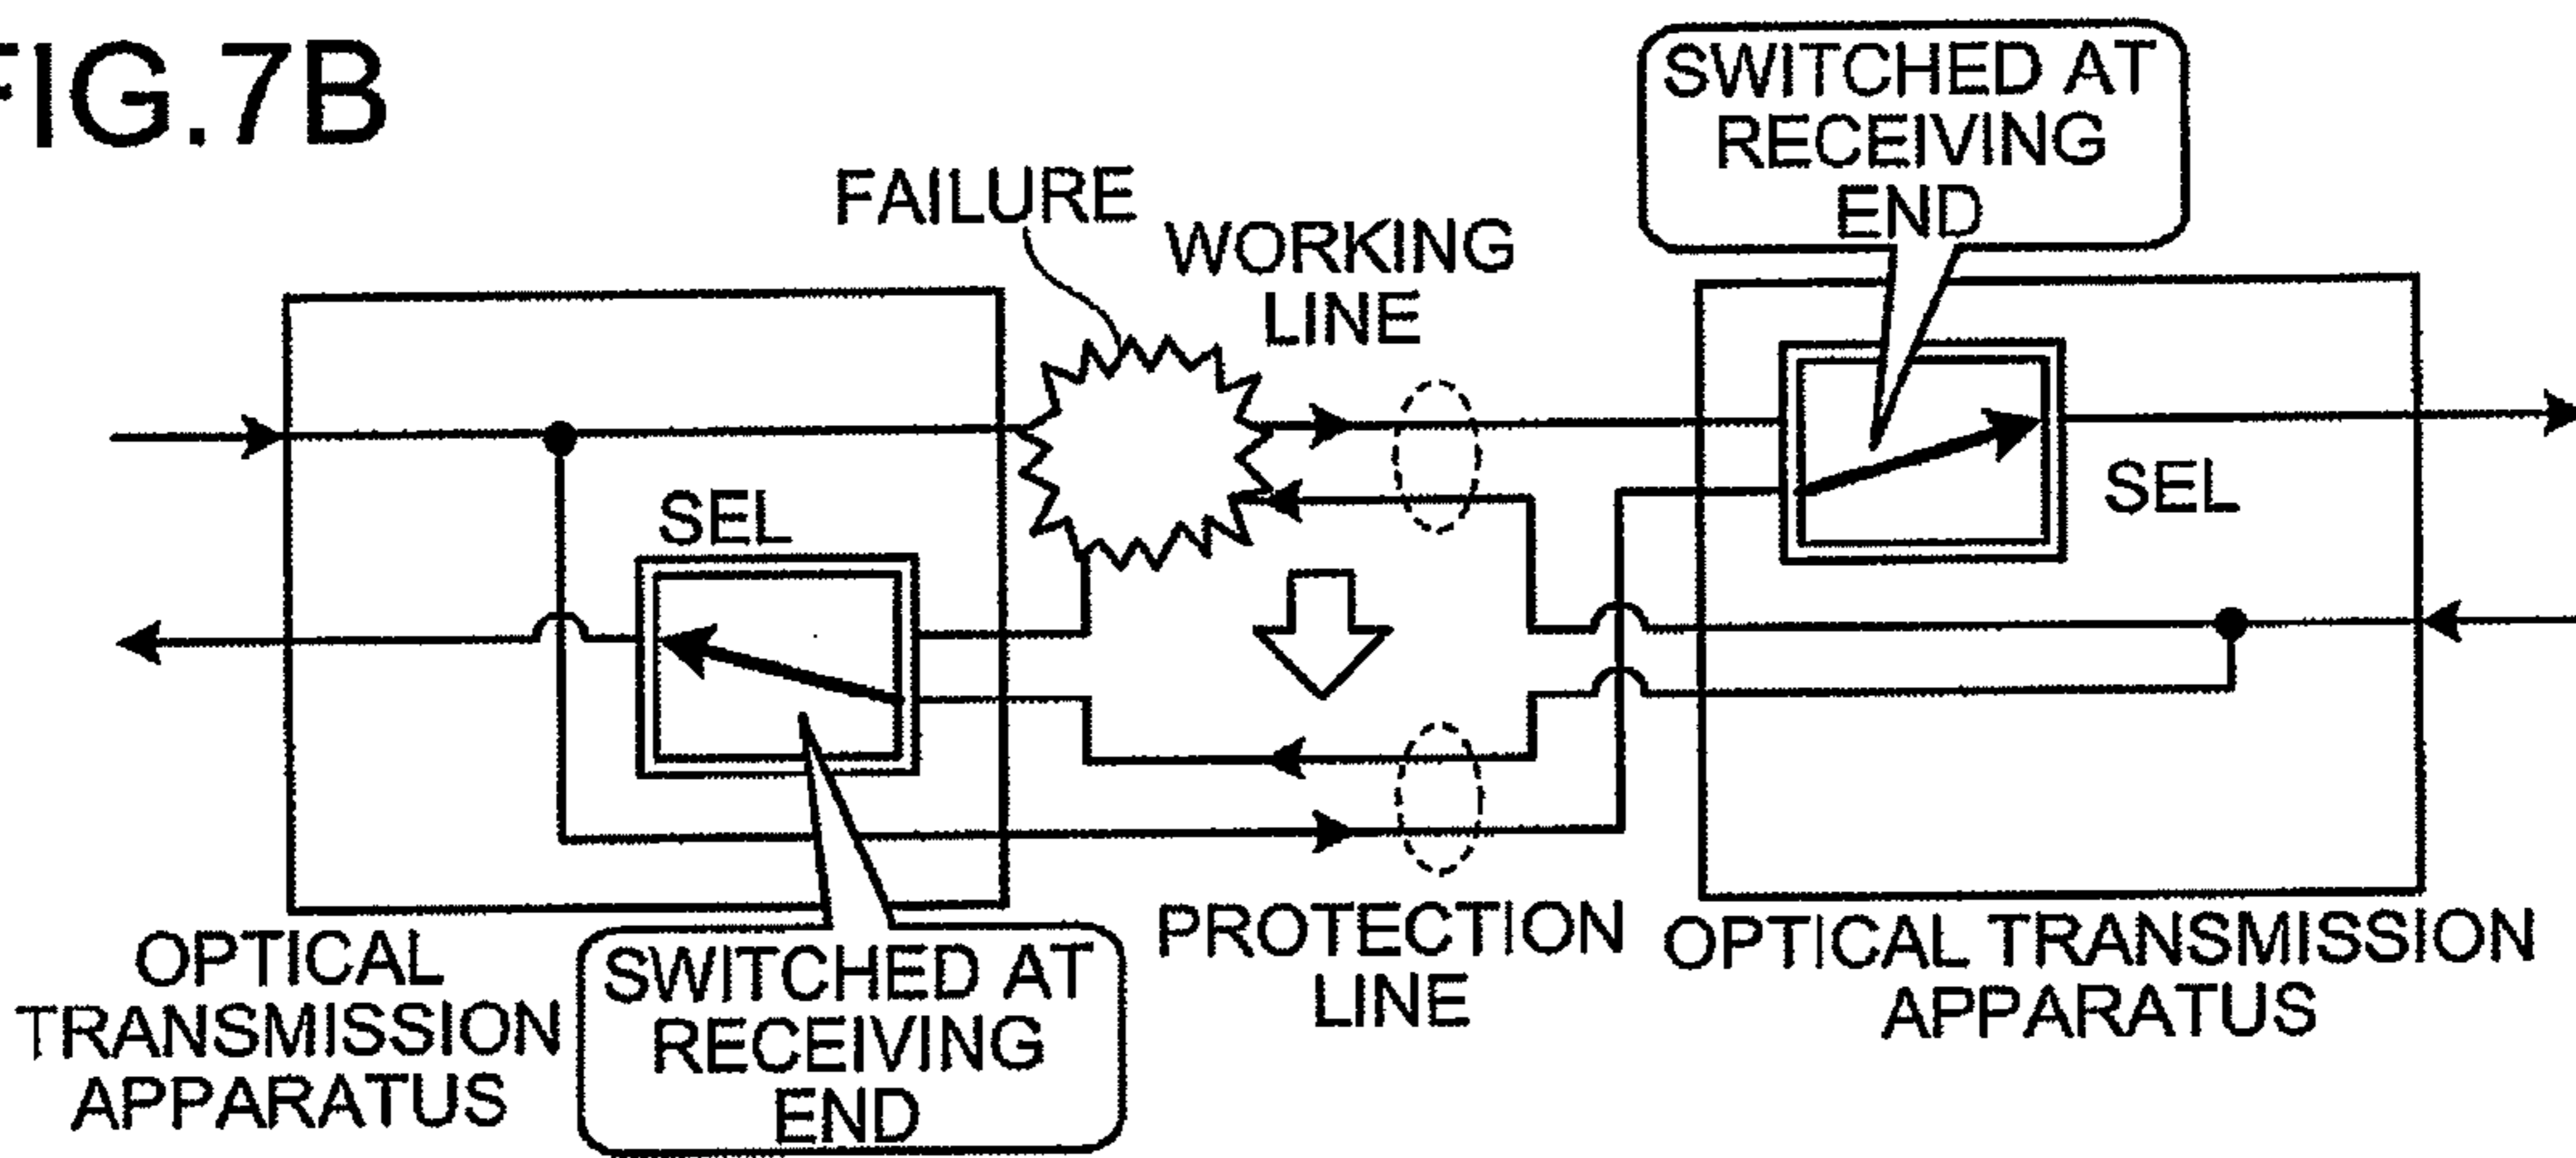 FIG.7B
SWITCHED AT
RECEIVING
END
FAILURE
WORKING
LINE
SEL
SEL
OPTICAL
TRANSMISSION
APPARATUS
SWITCHED AT
RECEIVING
END
PROTECTION
LINE
OPTICAL TRANSMISSION
APPARATUS